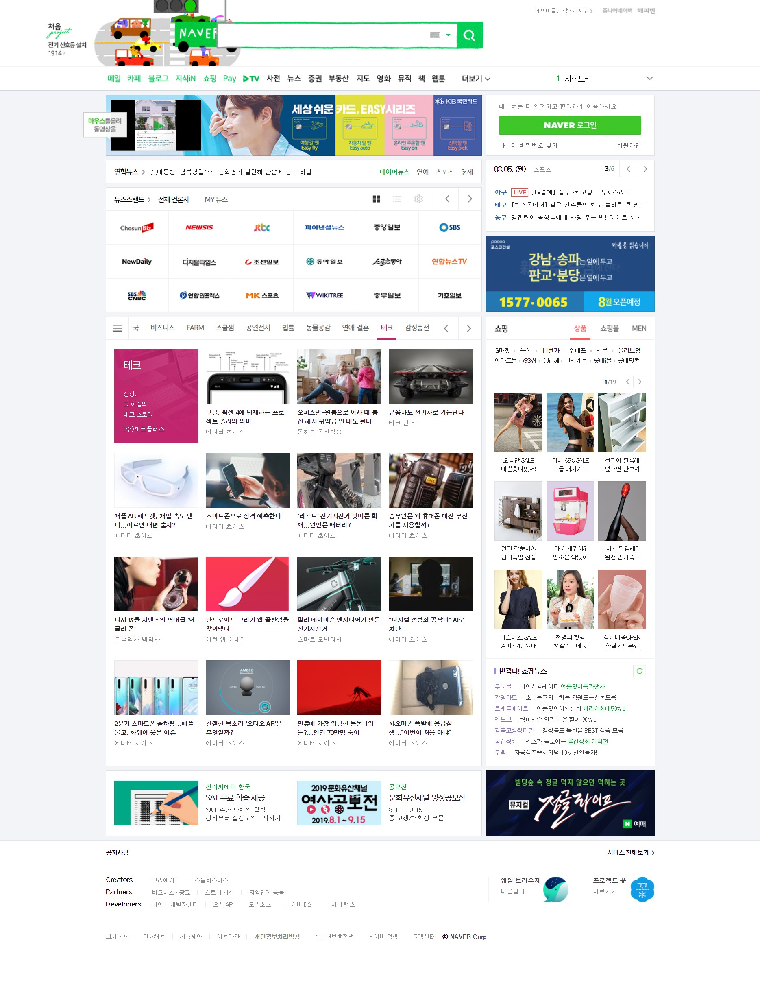 네이버를 시작페이지로
쥬니어네이버 해피빈
처음
project
전기 신호등 설치
1914
NAVER
메일 카페 블로그 지식iN 쇼핑 Pay TV 사전 뉴스 증권 부동산 지도 영화 뮤직 책 웹툰 더보기
1 사이드카
마우스를올려
동영상을
세상 쉬운 카드, EASY시리즈
KB국민카드
여행갈 땐
Easy fly
자동차탈 땐
Easy auto
온라인 주문할 땐
Easy on
선택할 땐
Easy pick
네이버를 더 안전하고 편리하게 이용하세요.
NAVER 로그인
아이디·비밀번호 찾기
회원가입
연합뉴스 文대통령 "남북경협으로 평화경제 실현해 단숨에 日 따라잡…
네이버뉴스 연예 스포츠 경제
08.05. (월) 스포츠 3/6
야구 LIVE [TV중계] 상무 vs 고양 - 퓨처스리그
배구 [킥스온에어] 같은 선수들이 봐도 놀라운 큰 키…
농구 양캡틴이 동생들에게 사랑 주는 법! 웨이트 훈…
뉴스스탠드 전체언론사 MY뉴스
ChosunBiz NEWSIS jtbc 파이낸셜뉴스 중앙일보 SBS
NewDaily 디지털타임스 조선일보 동아일보 스포츠동아 연합뉴스TV
SBS CNBC 연합인포맥스 MK스포츠 WIKITREE 중부일보 기호일보
posco
포스코건설
마음을 읽습니다
강남·송파는 앞에 두고
판교·분당은 옆에 두고
1577·0065
8월 오픈예정
국 비즈니스 FARM 스쿨잼 공연전시 법률 동물공감 연애·결혼 테크 감성충전
테크
상상,
그 이상의
테크 스토리
(주)테크플러스
구글, 픽셀 4에 탑재하는 프로
젝트 솔리의 의미
에디터 초이스
오피스텔-원룸으로 이사 때 통
신 해지 위약금 안 내도 된다
통하는 통신방송
군용차도 전기차로 거듭난다
테크 인 카
애플 AR 헤드셋, 개발 속도 낸
다...이르면 내년 출시?
에디터 초이스
스마트폰으로 성격 예측한다
에디터 초이스
CALL
'리프트' 전기자전거 잇따른 화
재...원인은 배터리?
에디터 초이스
승무원은 왜 휴대폰 대신 무전
기를 사용할까?
에디터 초이스
다시 없을 지멘스의 역대급 '어
글리 폰'
IT 흑역사 백역사
안드로이드 그리기 앱 끝판왕을
찾아냈다
이런 앱 어때?
할리 데이비슨 엔지니어가 만든
전기자전거
스마트 모빌리티
“디지털 성범죄 꼼짝마” AI로
차단
에디터 초이스
AMBEO
2분기 스마트폰 출하량...애플
울고, 화웨이 웃은 이유
에디터 초이스
친절한 목소리 '오디오 AR'은
무엇일까?
에디터 초이스
인류에 가장 위험한 동물 1위
는?...연간 70만명 죽여
에디터 초이스
샤오미폰 폭발에 응급실
행..."이번이 처음 아냐"
에디터 초이스
쇼핑 상품 쇼핑몰 MEN
G마켓 · 옥션 · 11번가 · 위메프 · 티몬 · 올리브영
이마트몰 · GS샵 · CJmall · 신세계몰 · 롯데i몰 · 롯데닷컴
1/19
오늘만 SALE
예쁜옷다있어!
최대 65% SALE
고급 래시가드
현관이 깔끔해
덮으면 안보여
완전 작품이야
인기폭발 신상
와 이게뭐야?
입소문 쫙났어
이게 뭐길래?
완전 인기폭주
쉬즈미스 SALE
원피스4만원대
현영의 핫템
뱃살 쏙~빼자
정기배송OPEN
한달세트무료
반갑다! 쇼핑뉴스
주니몰 에어서큘레이터 여름맞이특가행사
강원마트 소비욕구자극하는 강원도특산물모음
트래블메이트 여름맞이여행준비 캐리어최대50%↓
엔노브 썸머시즌 인기 네온 팔찌 30%↓
경북고향장터관 경상북도 특산물 BEST 상품 모음
울산상회 센스가 돋보이는 울산상회 기획전
무백 자몽샴푸출시기념 10% 할인특가!
칸아카데미 한국
SAT 무료 학습 제공
SAT 주관 단체와 협력,
강의부터 실전모의고사까지!
2019 문화유산채널
영상공모전
2019.8.1 ~ 9.15
공모전
문화유산채널 영상공모전
8.1. ~ 9.15.
중·고생/대학생 부문
빌딩숲 속 정글 먹지 않으면 먹히는 곳
뮤지컬 정글라이프
N 예매
공지사항
서비스 전체보기
Creators 크리에이터 스몰비즈니스
Partners 비즈니스·광고 스토어 개설 지역업체 등록
Developers 네이버 개발자센터 오픈 API 오픈소스 네이버 D2 네이버 랩스
웨일 브라우저
다운받기
프로젝트 꽃
바로가기
회사소개 인재채용 제휴제안 이용약관 개인정보처리방침 청소년보호정책 네이버 정책 고객센터 ⓒ NAVER Corp.